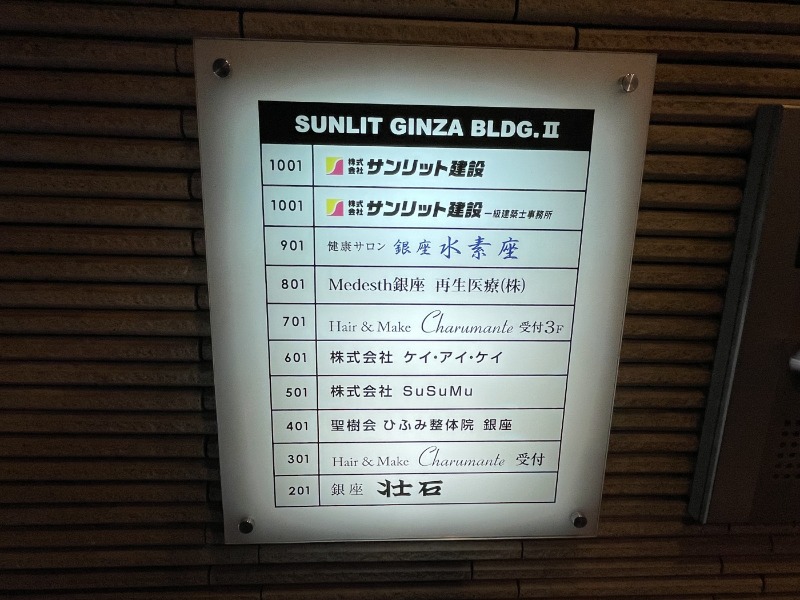 SUNLIT GINZA BLDG.Ⅱ
1001 株式会社 サンリット建設
1001 株式会社 サンリット建設 一級建築士事務所
901 健康サロン 銀座 水素座
801 Medesth銀座 再生医療(株)
701 Hair & Make Charumante 受付3F
601 株式会社 ケイ・アイ・ケイ
501 株式会社 SuSuMu
401 聖樹会 ひふみ整体院 銀座
301 Hair & Make Charumante 受付
201 銀座 壮石